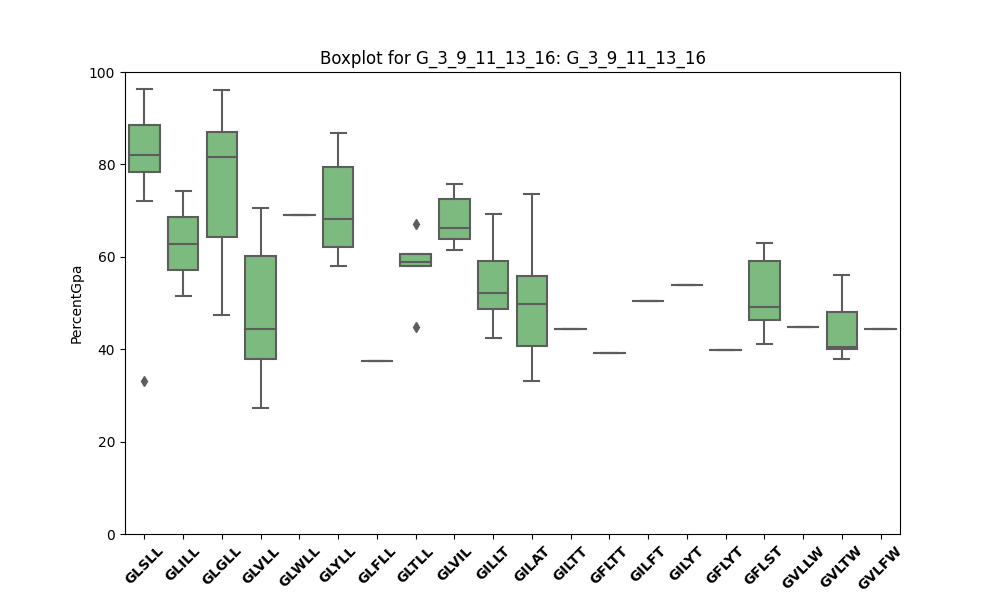 Boxplot for G_3_9_11_13_16: G_3_9_11_13_16
PercentGpa
100
80
60
40
20
0
GLSLL
GLILL
GLGLL
GLVLL
GLWLL
GLYLL
GLFLL
GLTLL
GLVIL
GILLT
GILAT
GILTT
GFLTT
GILFT
GILYT
GFLYT
GFLST
GVLLW
GVLTW
GVLFW